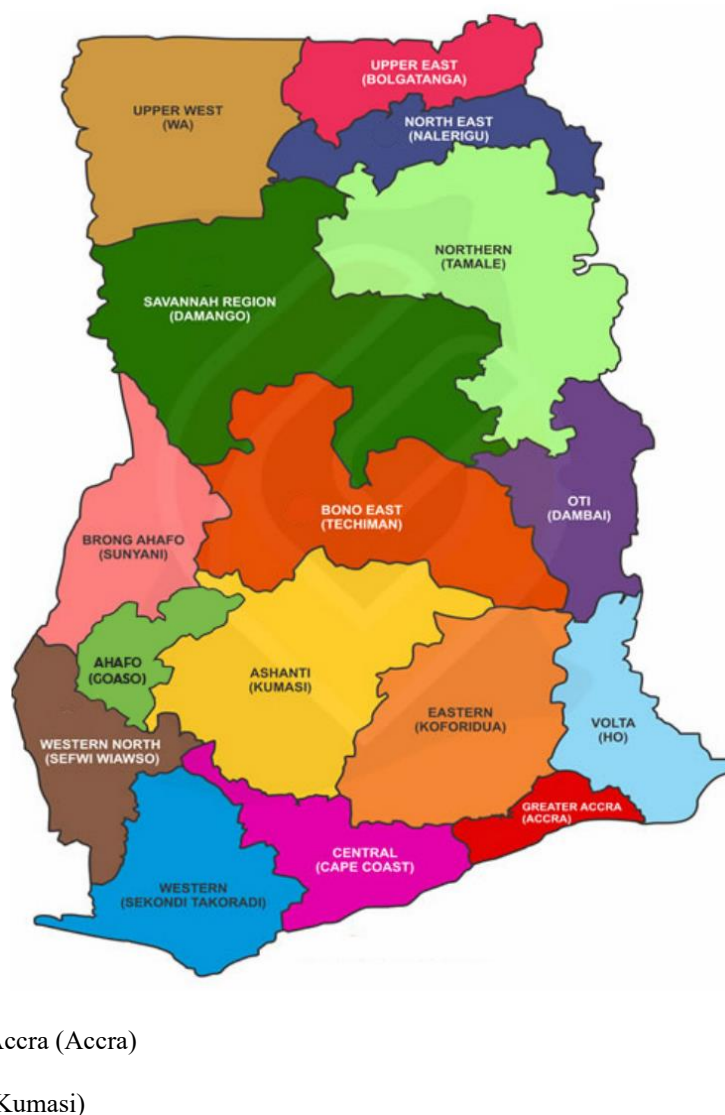 UPPER EAST
(BOLGATANGA)
UPPER WEST
(WA)
NORTH EAST
(NALERIGU)
NORTHERN
(TAMALE)
SAVANNAH REGION
(DAMANGO)
OTI
(DAMBAI)
BONO EAST
(TECHIMAN)
BRONG AHAFO
(SUNYANI)
AHAFO
(GOASO)
ASHANTI
(KUMASI)
EASTERN
(KOFORIDUA)
VOLTA
(HO)
WESTERN NORTH
(SEFWI WIAWSO)
GREATER ACCRA
(ACCRA)
CENTRAL
(CAPE COAST)
WESTERN
(SEKONDI TAKORADI)
Accra (Accra)
Kumasi)